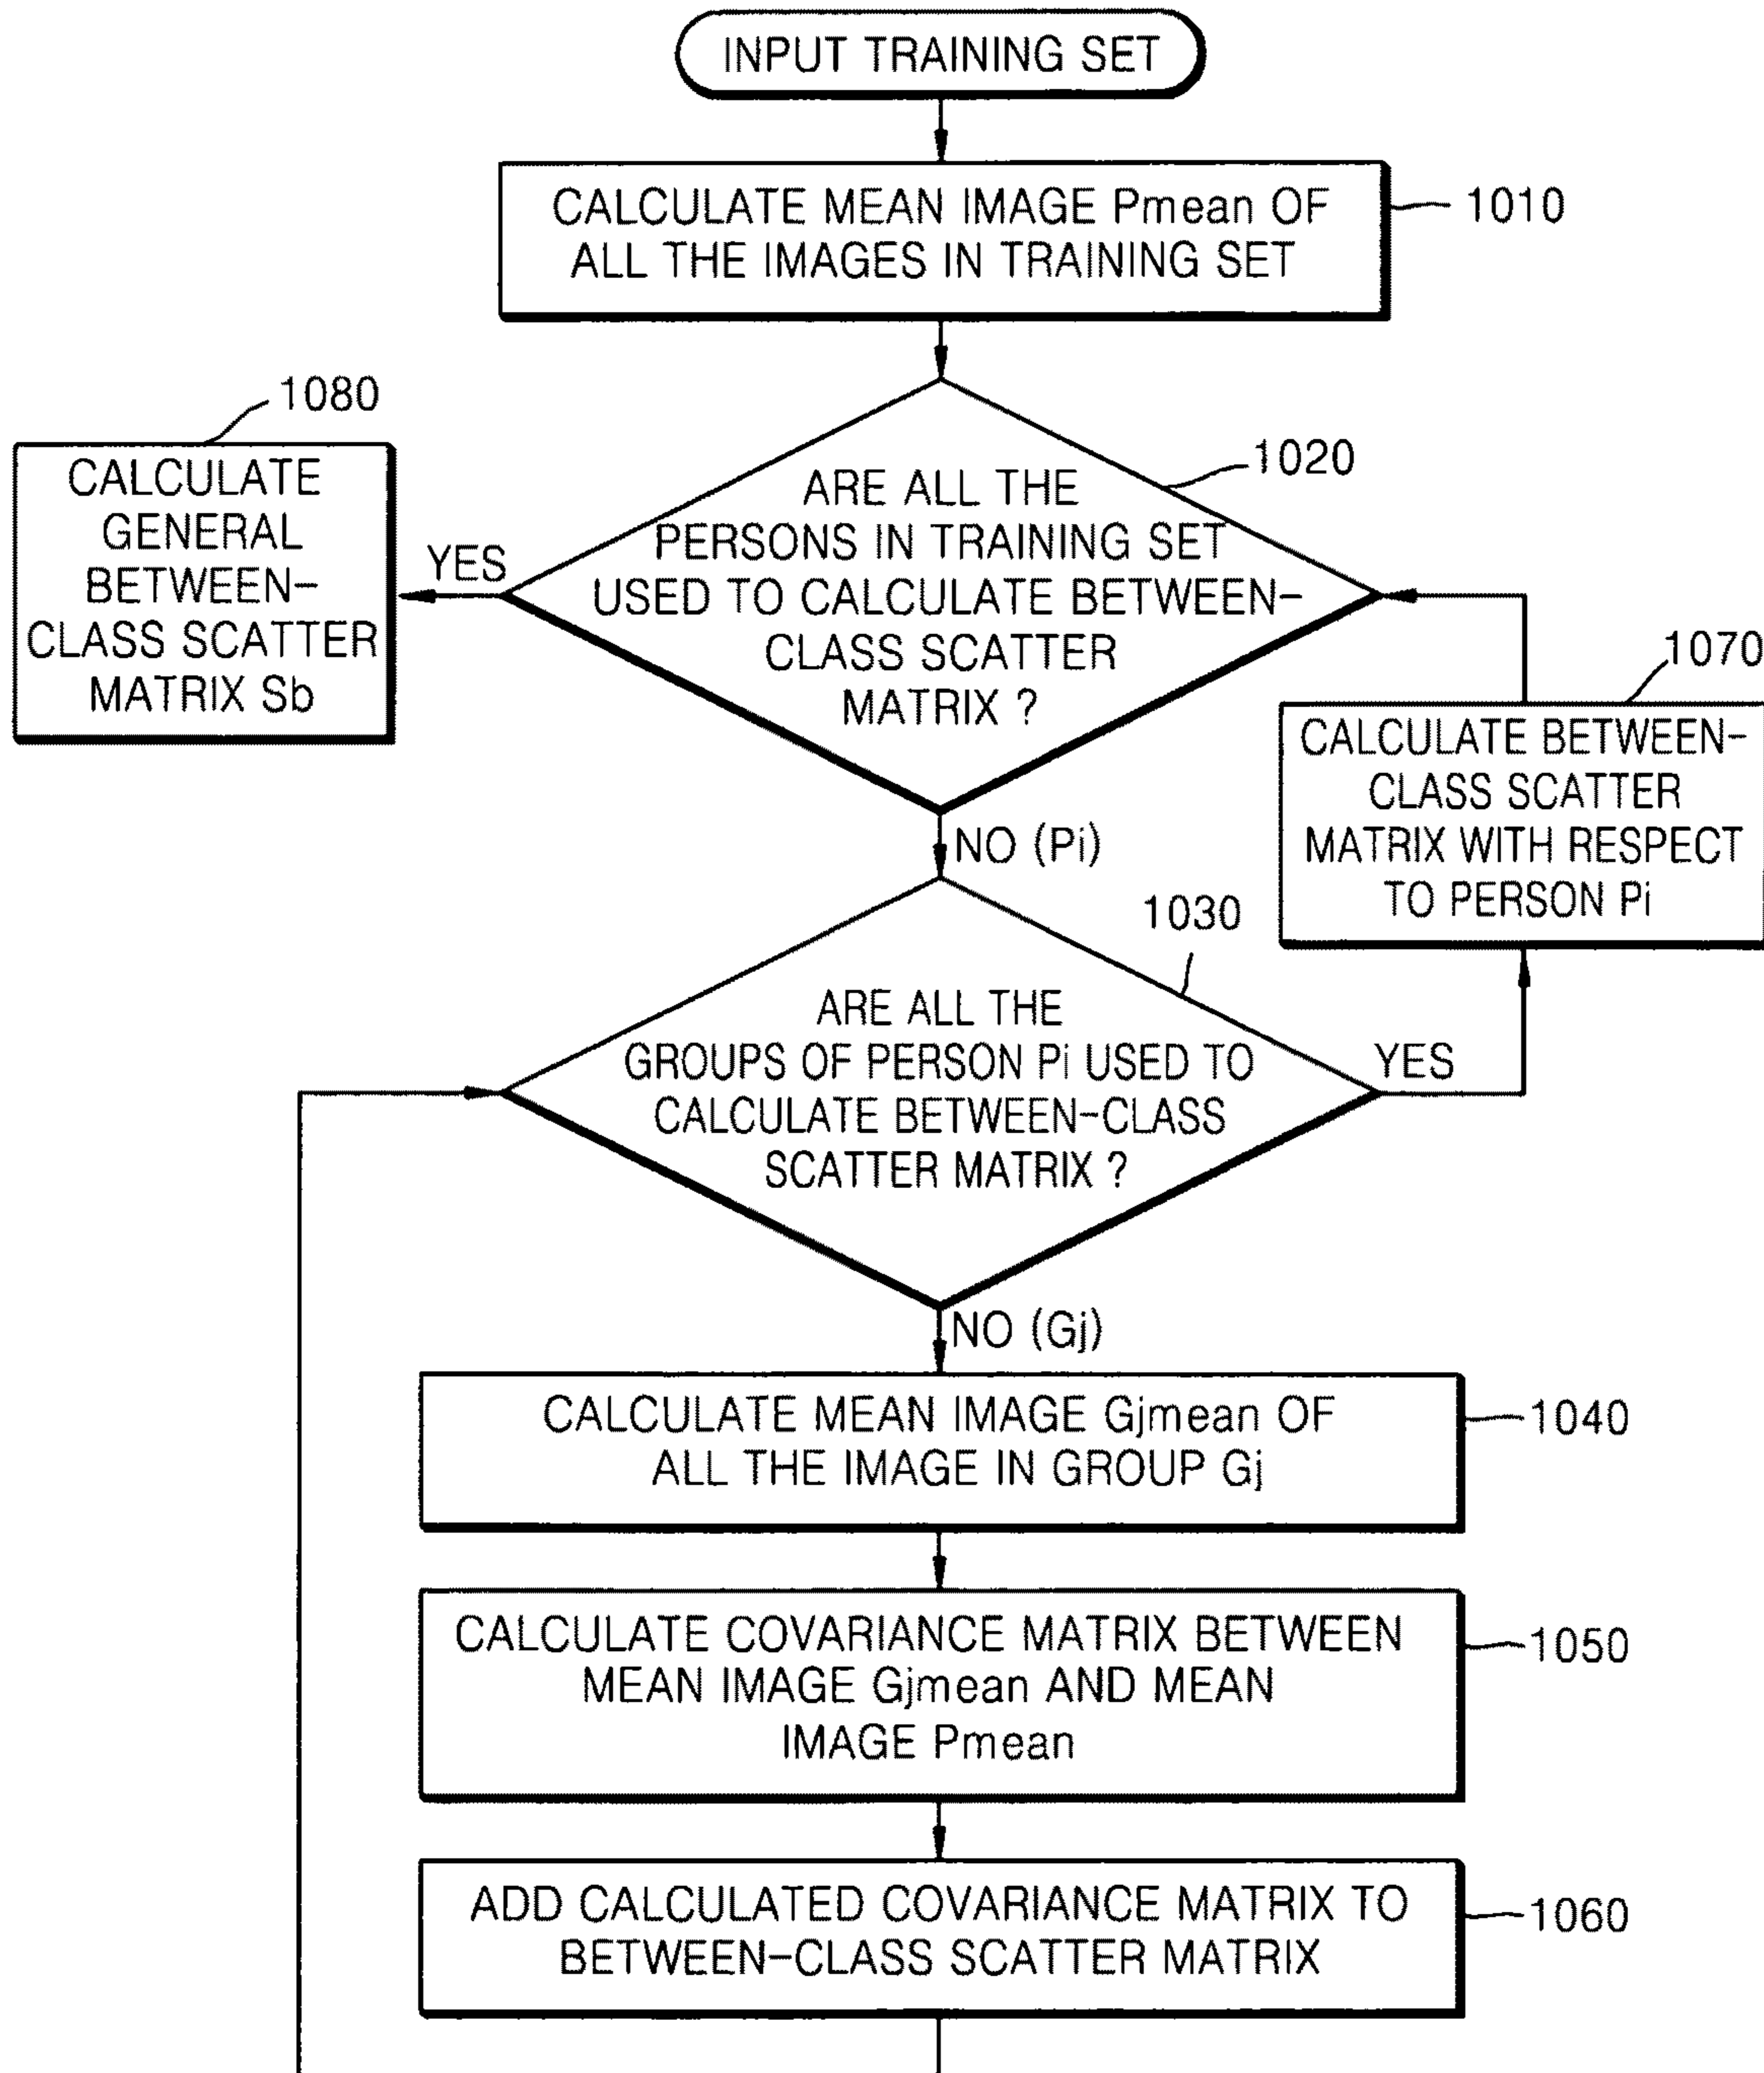 INPUT TRAINING SET
CALCULATE MEAN IMAGE Pmean OF
ALL THE IMAGES IN TRAINING SET
1010
1080
CALCULATE
GENERAL
BETWEEN-
CLASS SCATTER
MATRIX Sb
YES
1020
ARE ALL THE
PERSONS IN TRAINING SET
USED TO CALCULATE BETWEEN-
CLASS SCATTER
MATRIX ?
1070
CALCULATE BETWEEN-
CLASS SCATTER
MATRIX WITH RESPECT
TO PERSON Pi
NO (Pi)
1030
ARE ALL THE
GROUPS OF PERSON Pi USED TO
CALCULATE BETWEEN-CLASS
SCATTER MATRIX ?
YES
NO (Gj)
CALCULATE MEAN IMAGE Gjmean OF
ALL THE IMAGE IN GROUP Gj
1040
CALCULATE COVARIANCE MATRIX BETWEEN
MEAN IMAGE Gjmean AND MEAN
IMAGE Pmean
1050
ADD CALCULATED COVARIANCE MATRIX TO
BETWEEN-CLASS SCATTER MATRIX
1060